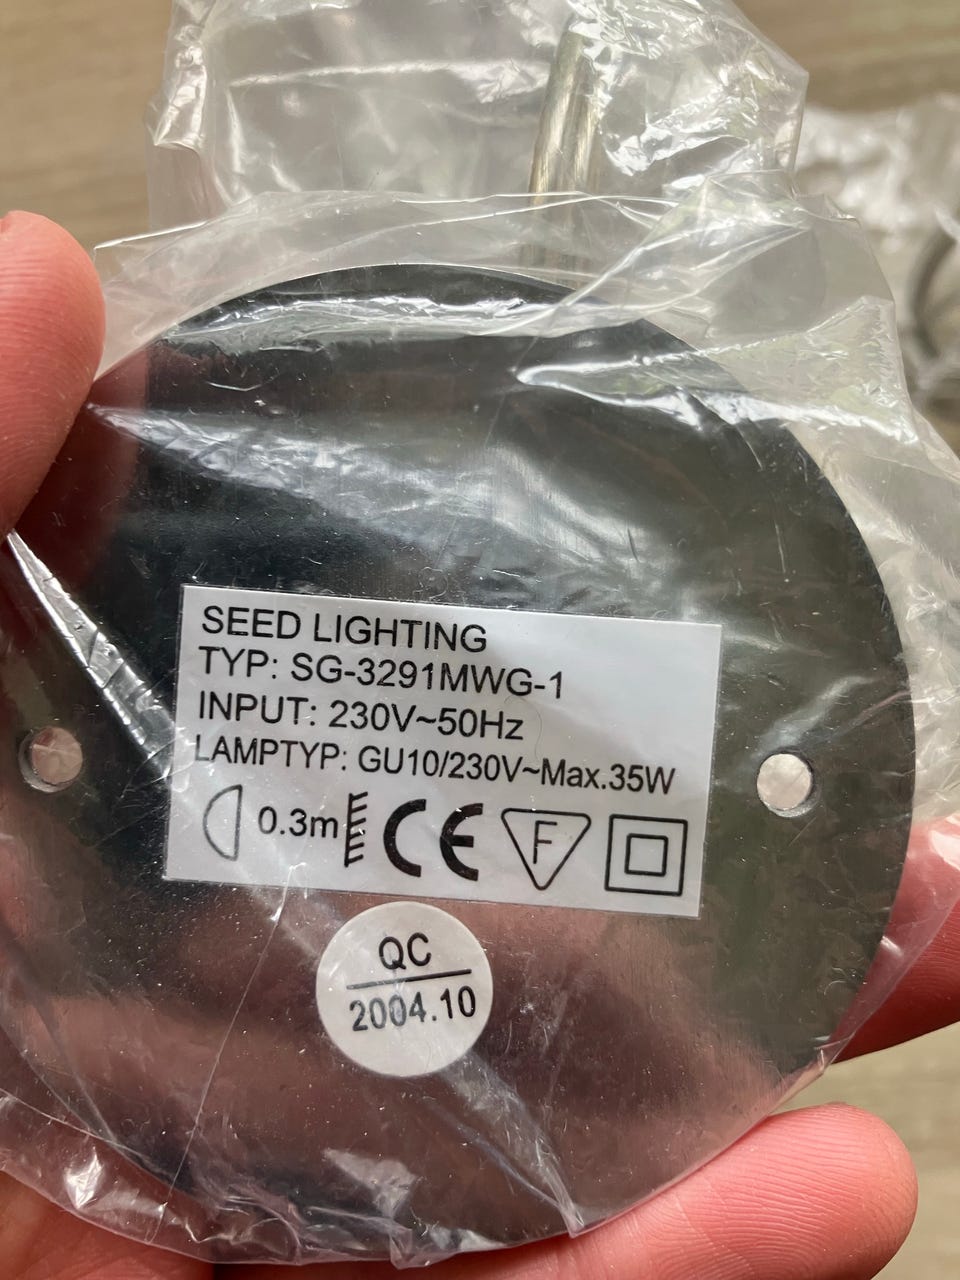 SEED LIGHTING
TYP: SG-3291MWG-1
INPUT: 230V~50Hz
LAMPTYP: GU10/230V~Max.35W
0.3m CE F
QC
2004.10